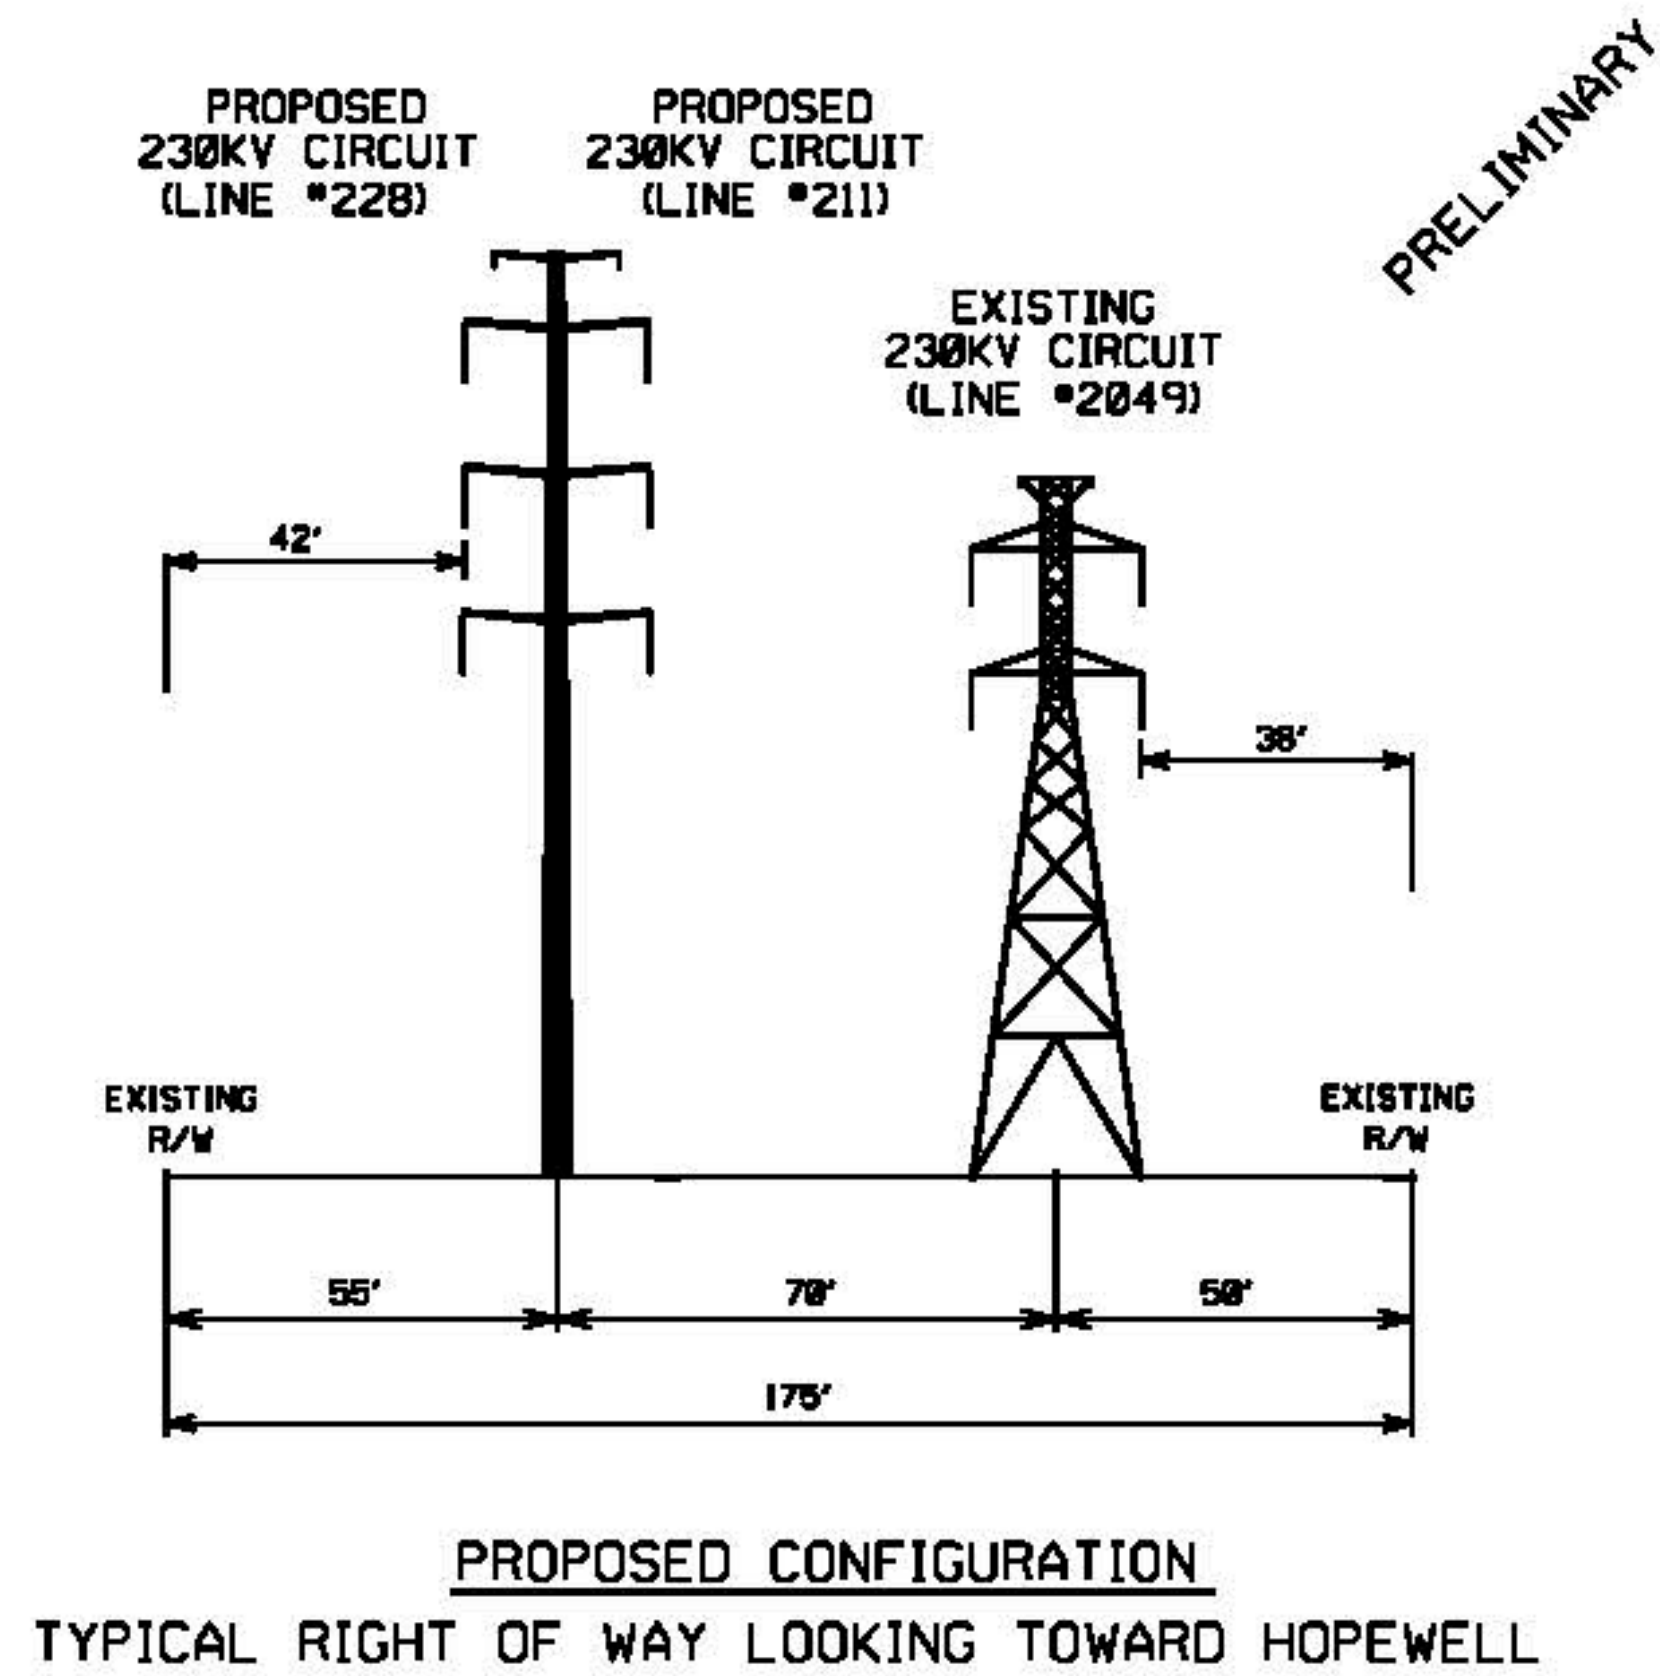 PRELIMINARY
PROPOSED
230KV CIRCUIT
(LINE #228)
PROPOSED
230KV CIRCUIT
(LINE #211)
EXISTING
230KV CIRCUIT
(LINE #2049)
42'
38'
EXISTING
R/W
EXISTING
R/W
55'
70'
50'
175'
PROPOSED CONFIGURATION
TYPICAL RIGHT OF WAY LOOKING TOWARD HOPEWELL